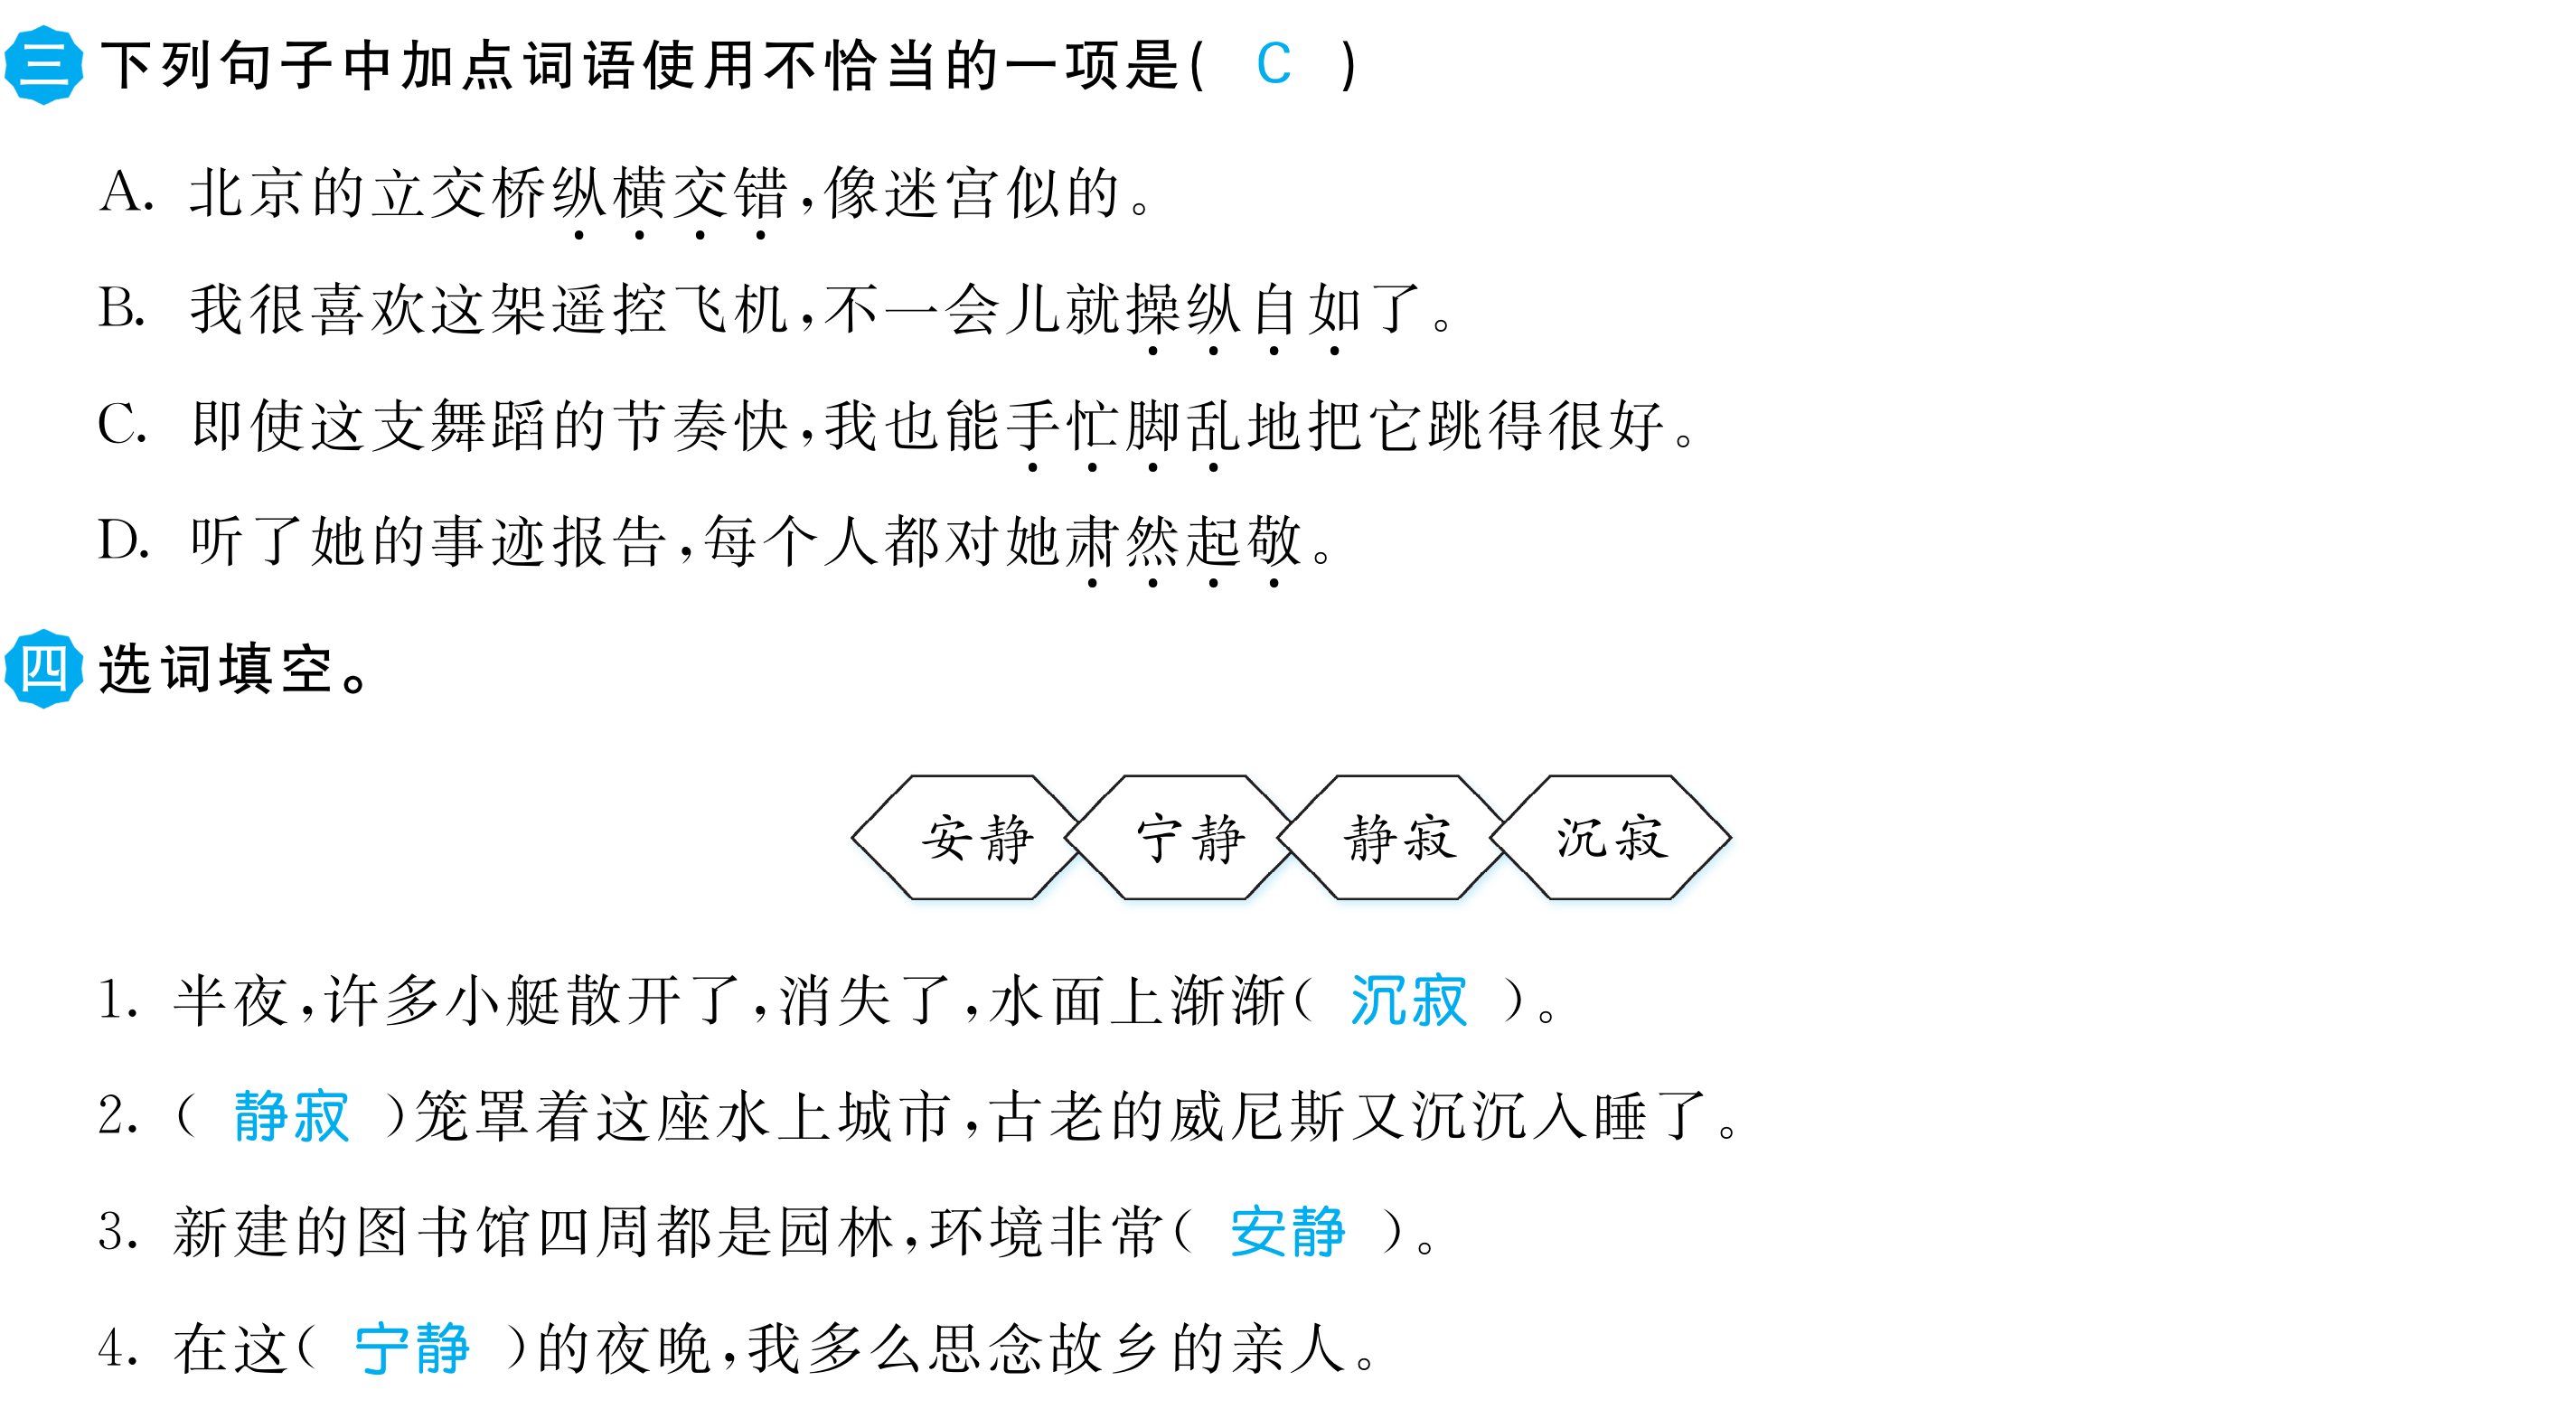 三 下列句子中加点词语使用不恰当的一项是( C )
A. 北京的立交桥纵横交错,像迷宫似的。
B. 我很喜欢这架遥控飞机,不一会儿就操纵自如了。
C. 即使这支舞蹈的节奏快,我也能手忙脚乱地把它跳得很好。
D. 听了她的事迹报告,每个人都对她肃然起敬。
四 选词填空。
安静 宁静 静寂 沉寂
1. 半夜,许多小艇散开了,消失了,水面上渐渐( 沉寂 )。
2. ( 静寂 )笼罩着这座水上城市,古老的威尼斯又沉沉入睡了。
3. 新建的图书馆四周都是园林,环境非常( 安静 )。
4. 在这( 宁静 )的夜晚,我多么思念故乡的亲人。